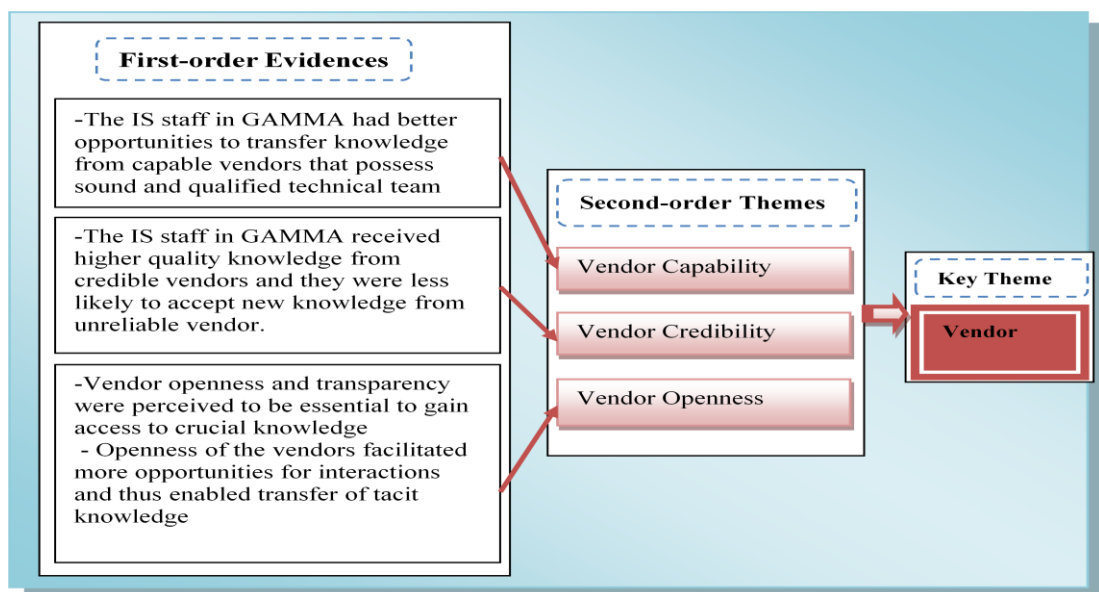 First-order Evidences
-The IS staff in GAMMA had better
opportunities to transfer knowledge
from capable vendors that possess
sound and qualified technical team
-The IS staff in GAMMA received
higher quality knowledge from
credible vendors and they were less
likely to accept new knowledge from
unreliable vendor.
-Vendor openness and transparency
were perceived to be essential to gain
access to crucial knowledge
- Openness of the vendors facilitated
more opportunities for interactions
and thus enabled transfer of tacit
knowledge
Second-order Themes
Vendor Capability
Vendor Credibility
Vendor Openness
Key Theme
Vendor